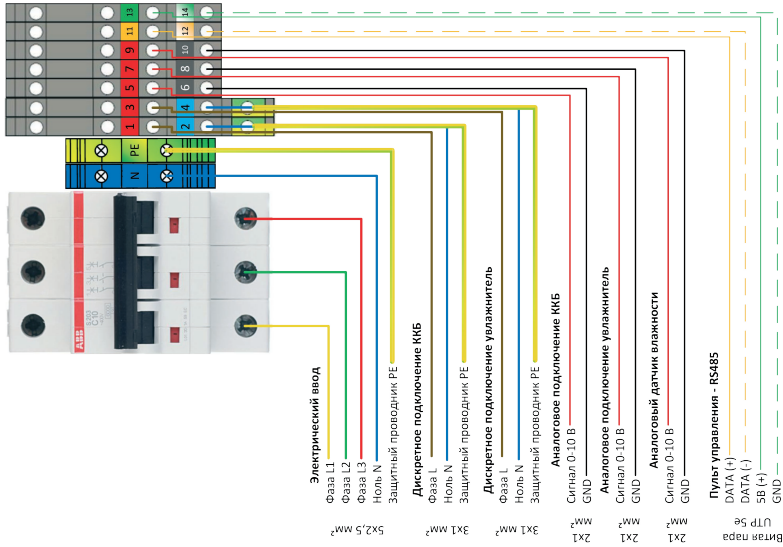 13
14
11
12
9
10
7
8
5
6
3
4
1
2
PE
N
ABB
S203
C10
Электрический ввод
Фаза L1
Фаза L2
Фаза L3
Ноль N
Защитный проводник PE
5x2,5 мм²
Дискретное подключение ККБ
Фаза L
Ноль N
Защитный проводник PE
3x1 мм²
Дискретное подключение увлажнитель
Фаза L
Ноль N
Защитный проводник PE
3x1 мм²
Аналоговое подключение ККБ
Сигнал 0-10 В
GND
2x1
мм²
Аналоговое подключение увлажнитель
Сигнал 0-10 В
GND
2x1
мм²
Аналоговый датчик влажности
Сигнал 0-10 В
GND
2x1
мм²
Пульт управления - RS485
DATA (+)
DATA (-)
5В (+)
GND
Витая пара
UTP 5e